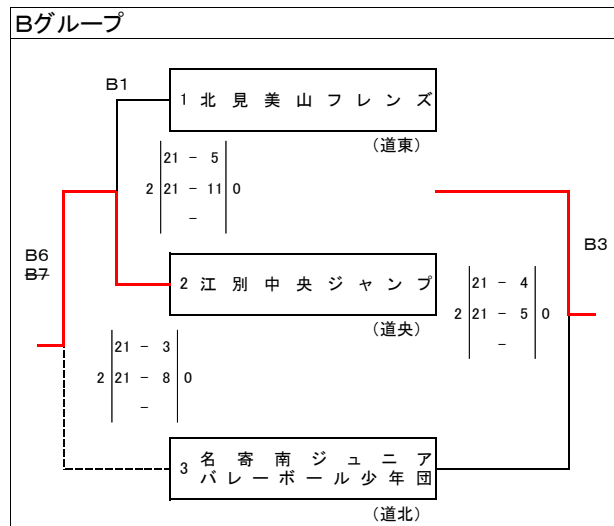 Bグループ
B1
1 北見美山フレンズ
(道東)
21 - 5
2 21 - 11 0
-
B6
B7
B3
2 江別中央ジャンプ
(道央)
21 - 4
2 21 - 5 0
-
21 - 3
2 21 - 8 0
-
3 名寄南ジュニア
バレーボール少年団
(道北)